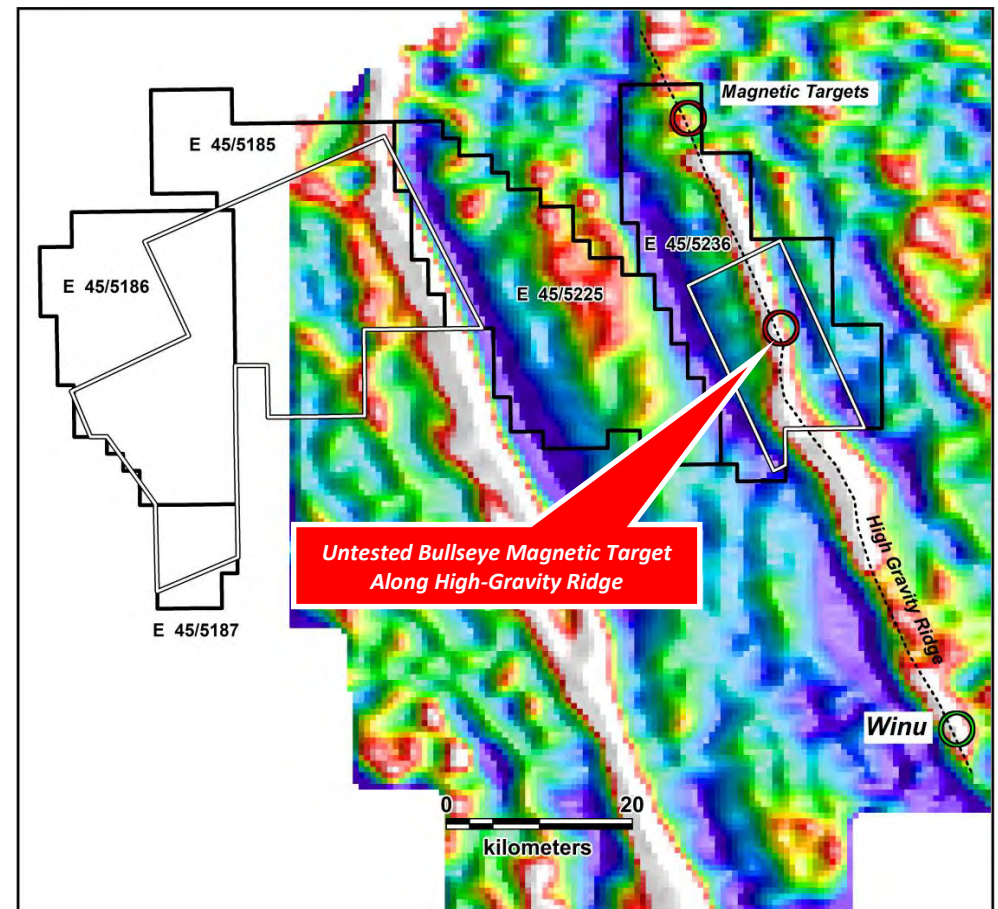 Magnetic Targets
E 45/5185
E 45/5236
E 45/5186
E 45/5225
Untested Bullseye Magnetic Target
Along High-Gravity Ridge
High Gravity Ridge
E 45/5187
Winu
0 20
kilometers